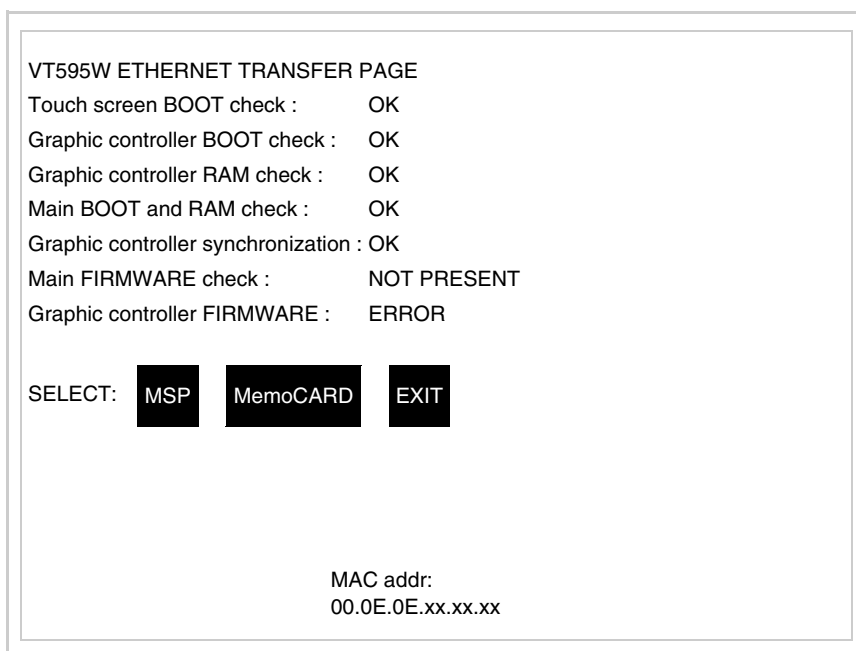 VT595W ETHERNET TRANSFER PAGE
Touch screen BOOT check : OK
Graphic controller BOOT check : OK
Graphic controller RAM check : OK
Main BOOT and RAM check : OK
Graphic controller synchronization : OK
Main FIRMWARE check : NOT PRESENT
Graphic controller FIRMWARE : ERROR
SELECT: MSP MemoCARD EXIT
MAC addr:
00.0E.0E.xx.xx.xx